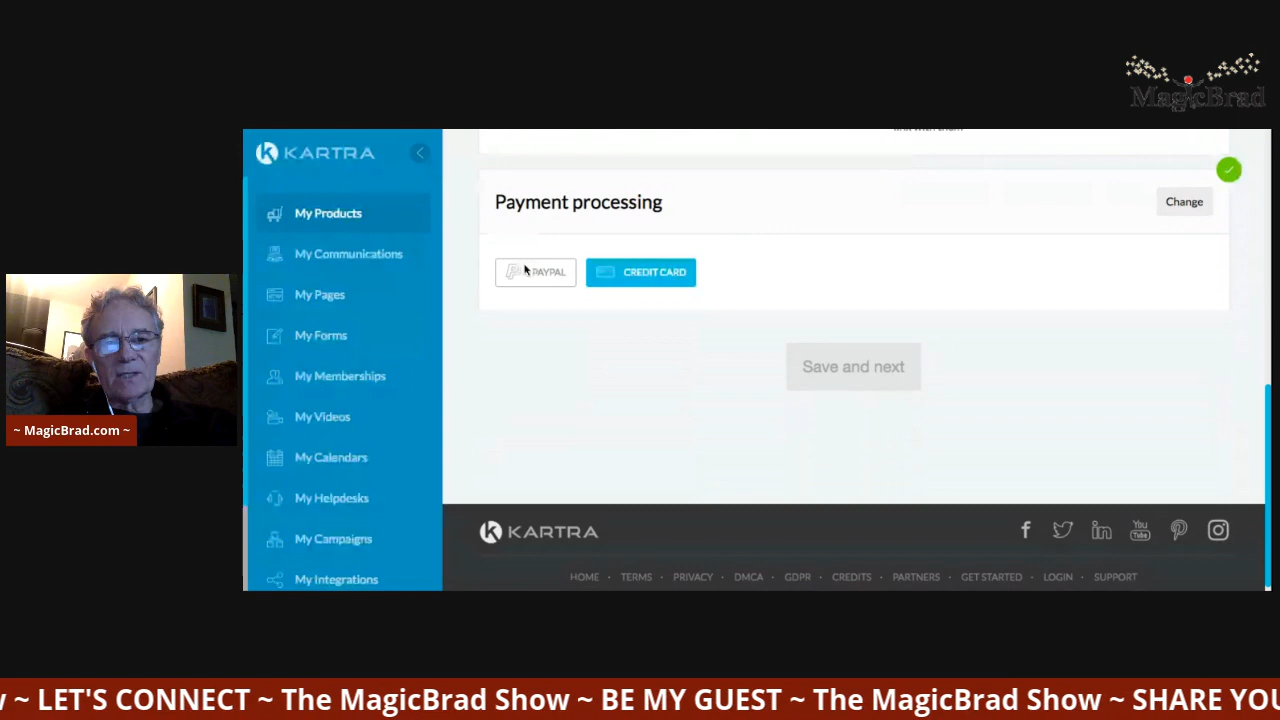 MagicBrad
KARTRA
My Products
My Communications
My Pages
My Forms
My Memberships
My Videos
My Calendars
My Helpdesks
My Campaigns
My Integrations
Payment processing
Change
PAYPAL
CREDIT CARD
Save and next
KARTRA
You
Tube
HOME · TERMS · PRIVACY · DMCA · GDPR · CREDITS · PARTNERS · GET STARTED · LOGIN · SUPPORT
~ MagicBrad.com ~
~ LET'S CONNECT ~ The MagicBrad Show ~ BE MY GUEST ~ The MagicBrad Show ~ SHARE YOU